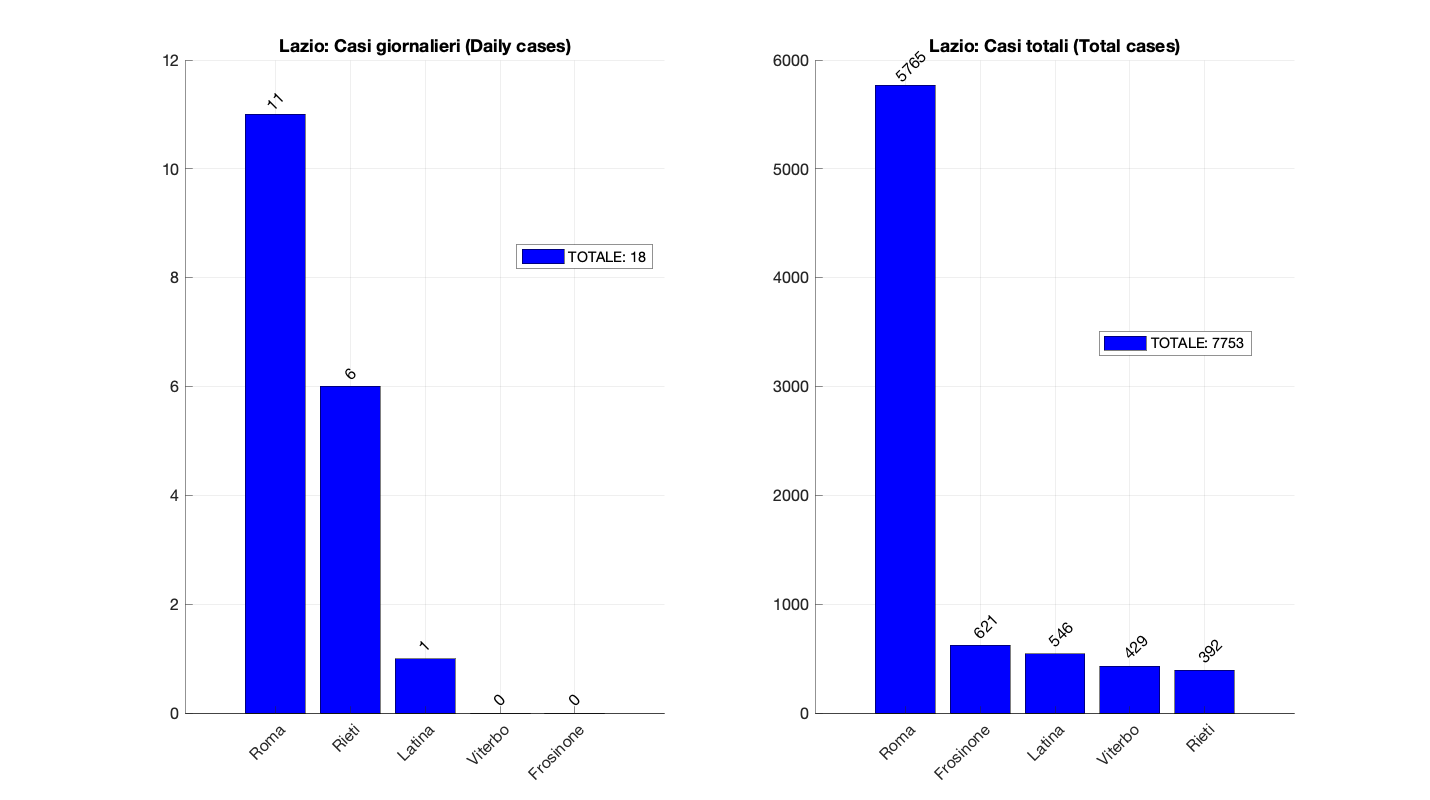 Lazio: Casi giornalieri (Daily cases)
12
10
8
6
4
2
0
11
6
1
0
0
TOTALE: 18
Roma
Rieti
Latina
Viterbo
Frosinone
Lazio: Casi totali (Total cases)
6000
5000
4000
3000
2000
1000
0
5765
621
546
429
392
TOTALE: 7753
Roma
Frosinone
Latina
Viterbo
Rieti